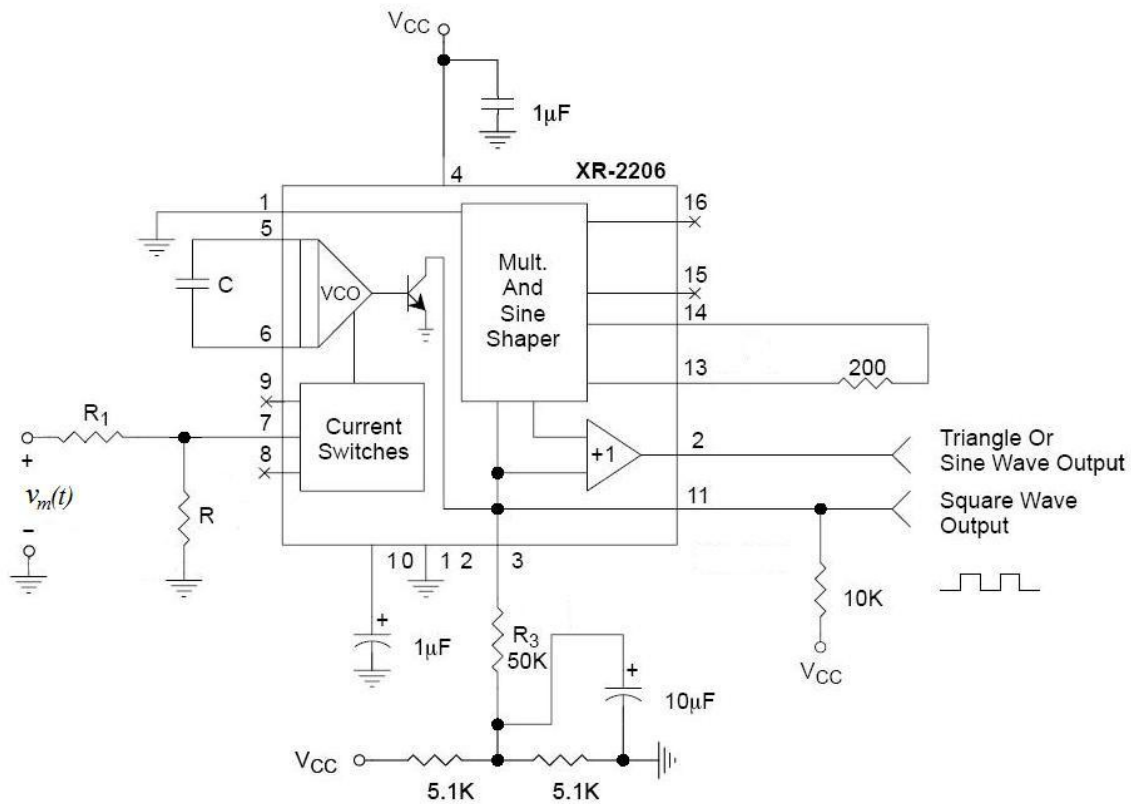 VCC
1µF
XR-2206
4
1
16
5
15
C
VCO
Mult.
And
Sine
Shaper
14
6
13
200
9
R1
7
Current
Switches
8
+1
2
Triangle Or
Sine Wave Output
+
vm(t)
–
R
11
Square Wave
Output
10
1 2
3
10K
+
1µF
R3
50K
+
10µF
VCC
VCC
5.1K
5.1K